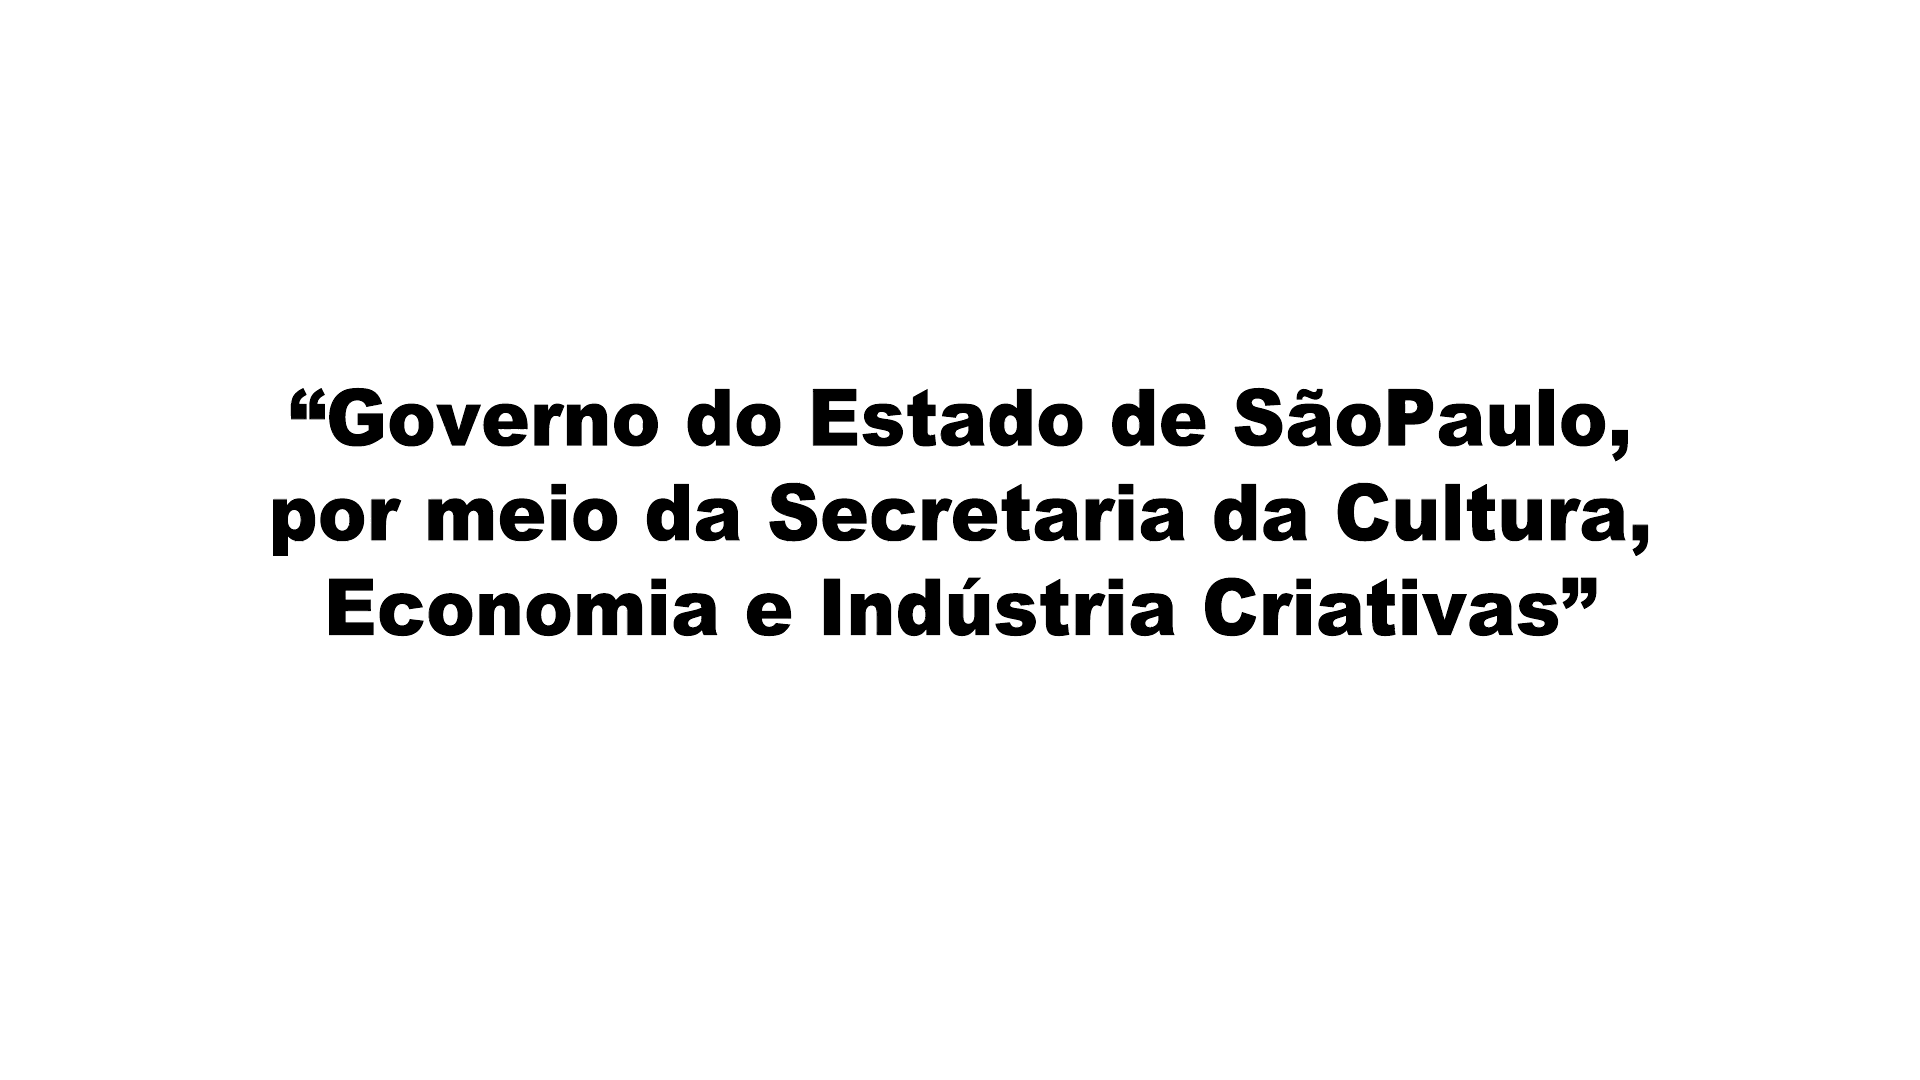 “Governo do Estado de SãoPaulo,
por meio da Secretaria da Cultura,
Economia e Indústria Criativas”